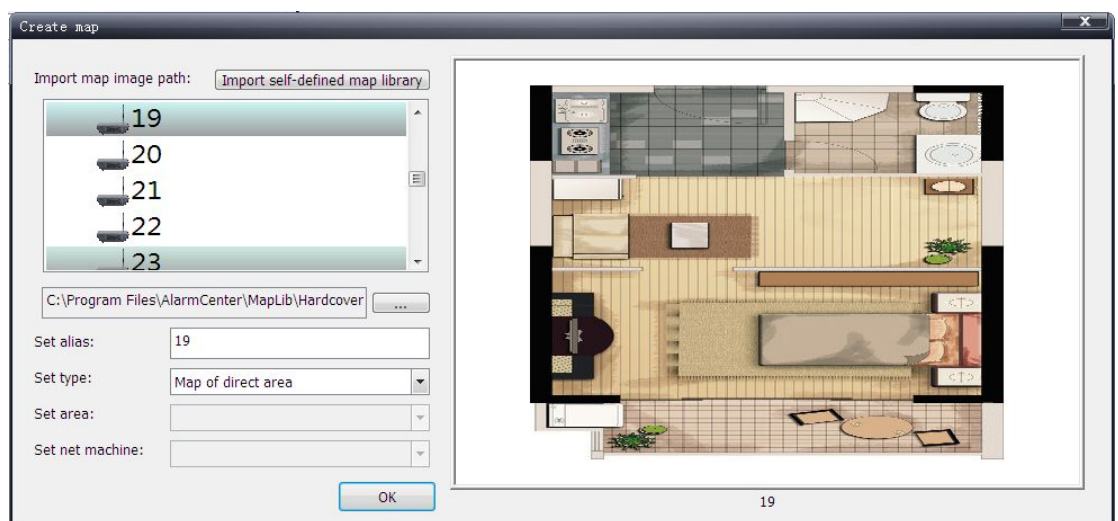 Create map
x
Import map image path: Import self-defined map library
19
20
21
22
23
C:\Program Files\AlarmCenter\MapLib\Hardcover ...
Set alias: 19
Set type: Map of direct area
Set area:
Set net machine:
OK
19